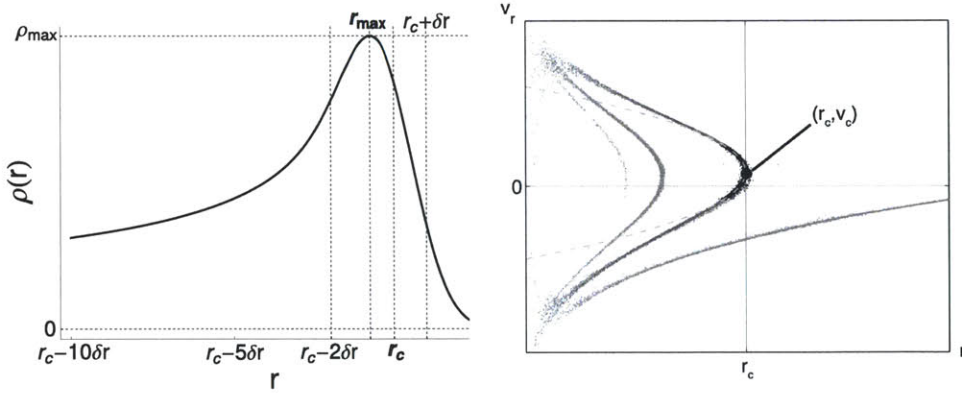 ρmax
rmax
rc+δr
ρ(r)
0
rc−10δr
rc−5δr
rc−2δr
rc
r
vr
(rc,vc)
0
rc
r